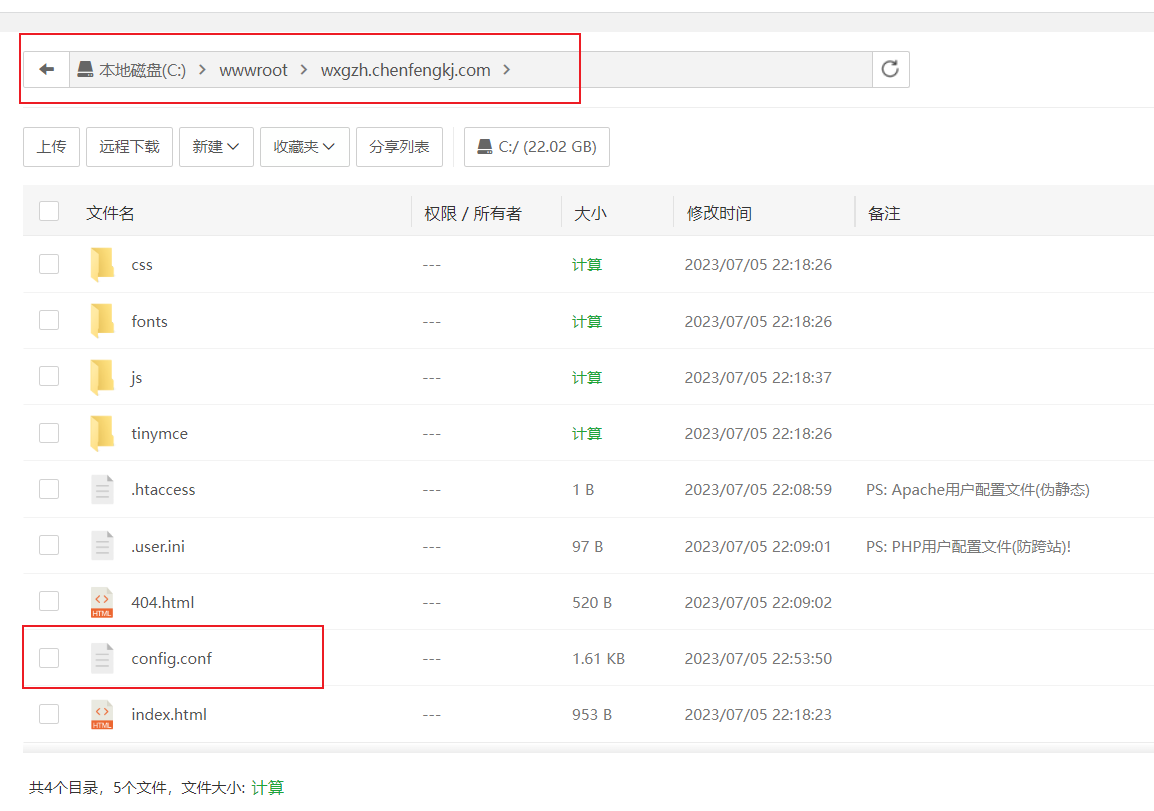 本地磁盘(C:) > wwwroot > wxgzh.chenfengkj.com >
上传 远程下载 新建 收藏夹 分享列表 C:/ (22.02 GB)
文件名 权限 / 所有者 大小 修改时间 备注
css --- 计算 2023/07/05 22:18:26
fonts --- 计算 2023/07/05 22:18:26
js --- 计算 2023/07/05 22:18:37
tinymce --- 计算 2023/07/05 22:18:26
.htaccess --- 1 B 2023/07/05 22:08:59 PS: Apache用户配置文件(伪静态)
.user.ini --- 97 B 2023/07/05 22:09:01 PS: PHP用户配置文件(防跨站)!
HTML 404.html --- 520 B 2023/07/05 22:09:02
config.conf --- 1.61 KB 2023/07/05 22:53:50
HTML index.html --- 953 B 2023/07/05 22:18:23
共4个目录，5个文件，文件大小: 计算